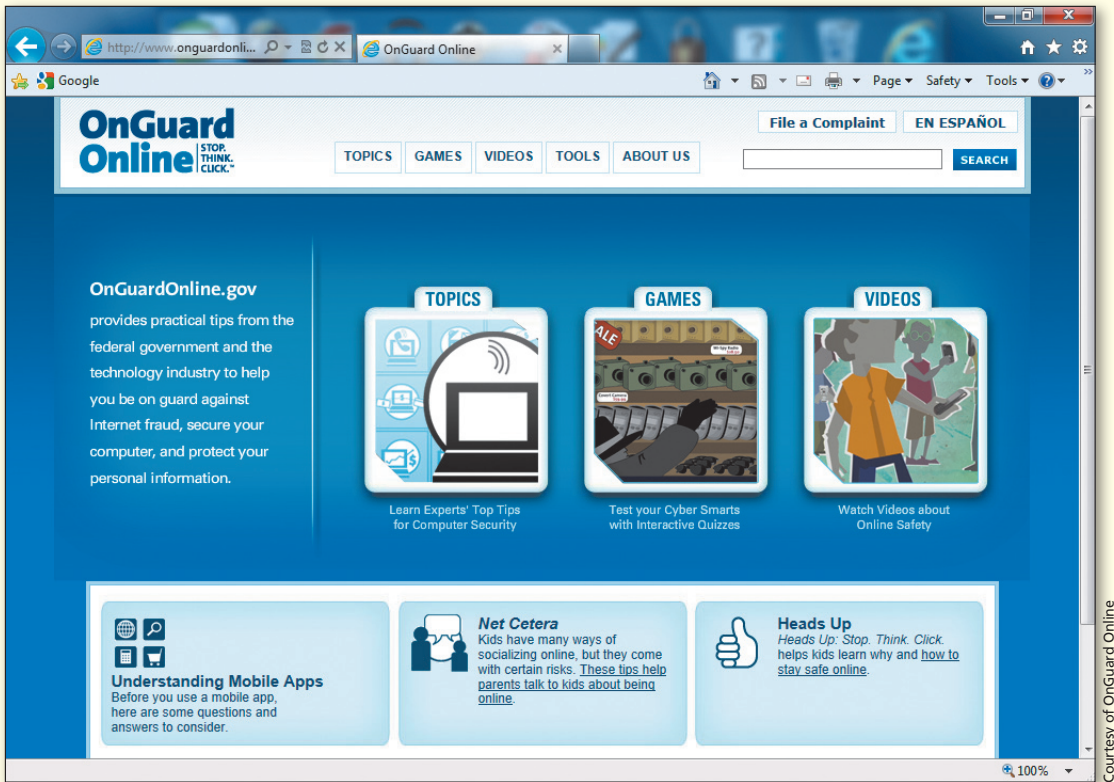 http://www.onguardonli...
OnGuard Online
Google
Page
Safety
Tools
OnGuard
Online
STOP.
THINK.
CLICK.
File a Complaint
EN ESPAÑOL
TOPICS
GAMES
VIDEOS
TOOLS
ABOUT US
SEARCH
OnGuardOnline.gov
provides practical tips from the
federal government and the
technology industry to help
you be on guard against
Internet fraud, secure your
computer, and protect your
personal information.
TOPICS
Learn Experts' Top Tips
for Computer Security
GAMES
SALE
Test your Cyber Smarts
with Interactive Quizzes
VIDEOS
Watch Videos about
Online Safety
Understanding Mobile Apps
Before you use a mobile app,
here are some questions and
answers to consider.
Net Cetera
Kids have many ways of
socializing online, but they come
with certain risks. These tips help
parents talk to kids about being
online.
Heads Up
Heads Up: Stop. Think. Click.
helps kids learn why and how to
stay safe online.
100%
Courtesy of OnGuard Online